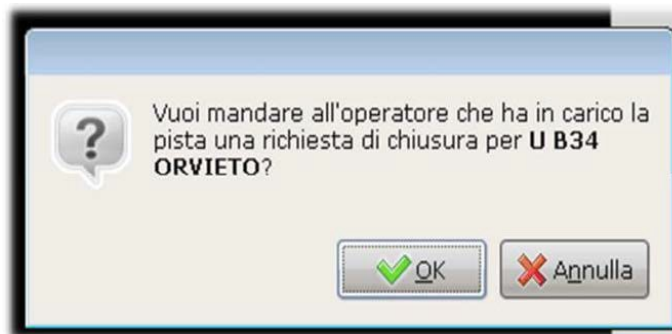 Vuoi mandare all'operatore che ha in carico la
pista una richiesta di chiusura per U B34
ORVIETO?
OK
Annulla